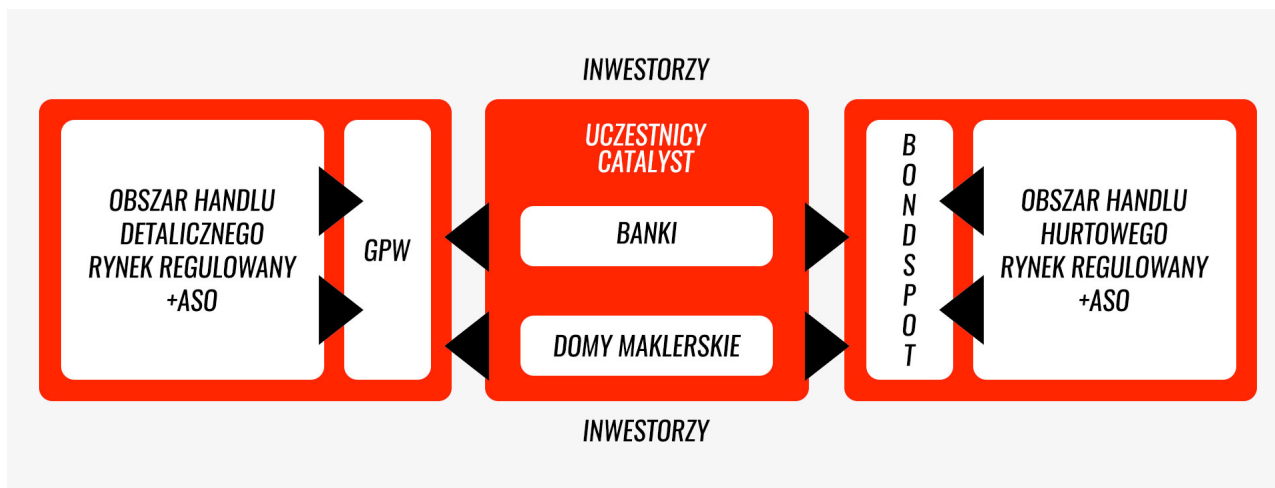 INWESTORZY
OBSZAR HANDLU
DETALICZNEGO
RYNEK REGULOWANY
+ASO
GPW
UCZESTNICY
CATALYST
BANKI
DOMY MAKLERSKIE
BONDSPOT
OBSZAR HANDLU
HURTOWEGO
RYNEK REGULOWANY
+ASO
INWESTORZY